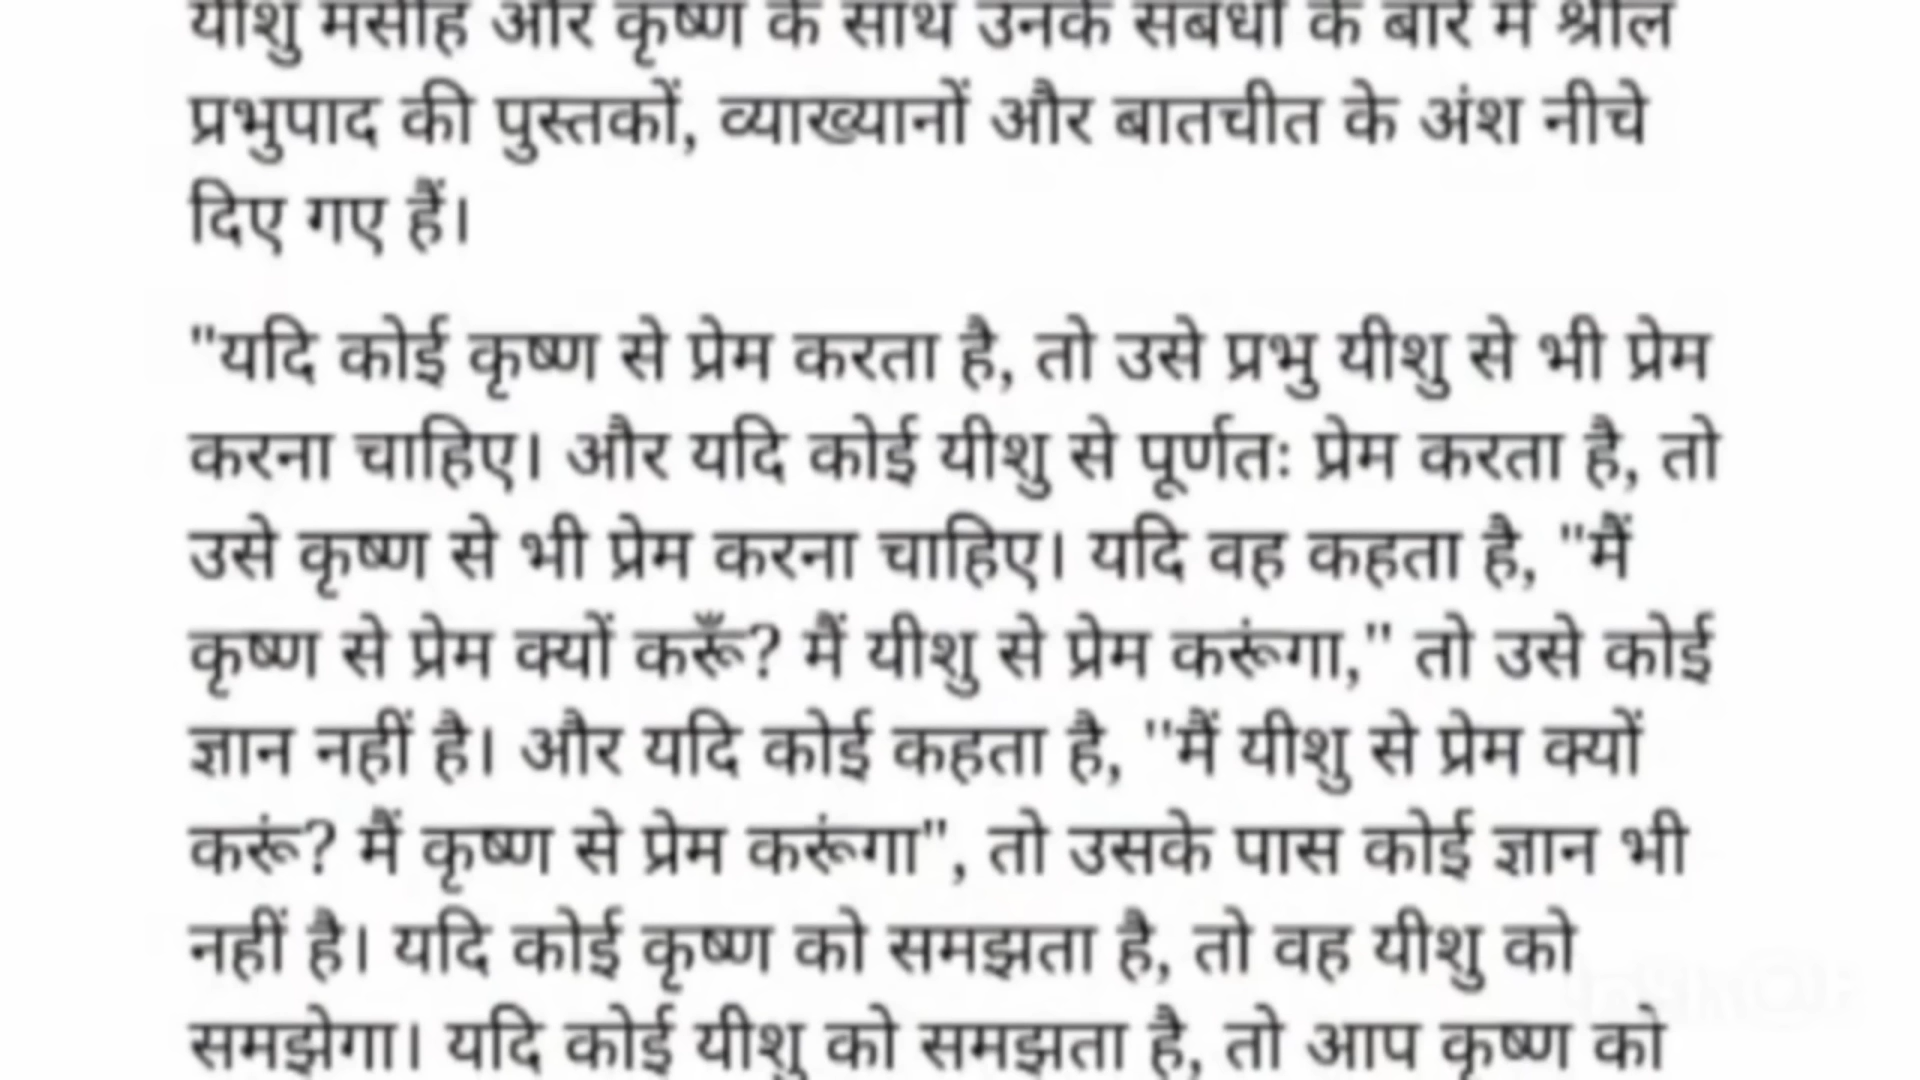 यीशु मसीह और कृष्ण के साथ उनके संबंधों के बारे में श्रील
प्रभुपाद की पुस्तकों, व्याख्यानों और बातचीत के अंश नीचे
दिए गए हैं।
"यदि कोई कृष्ण से प्रेम करता है, तो उसे प्रभु यीशु से भी प्रेम
करना चाहिए। और यदि कोई यीशु से पूर्णतः प्रेम करता है, तो
उसे कृष्ण से भी प्रेम करना चाहिए। यदि वह कहता है, "मैं
कृष्ण से प्रेम क्यों करूँ? मैं यीशु से प्रेम करूंगा," तो उसे कोई
ज्ञान नहीं है। और यदि कोई कहता है, "मैं यीशु से प्रेम क्यों
करूं? मैं कृष्ण से प्रेम करूंगा", तो उसके पास कोई ज्ञान भी
नहीं है। यदि कोई कृष्ण को समझता है, तो वह यीशु को
समझेगा। यदि कोई यीशु को समझता है, तो आप कृष्ण को